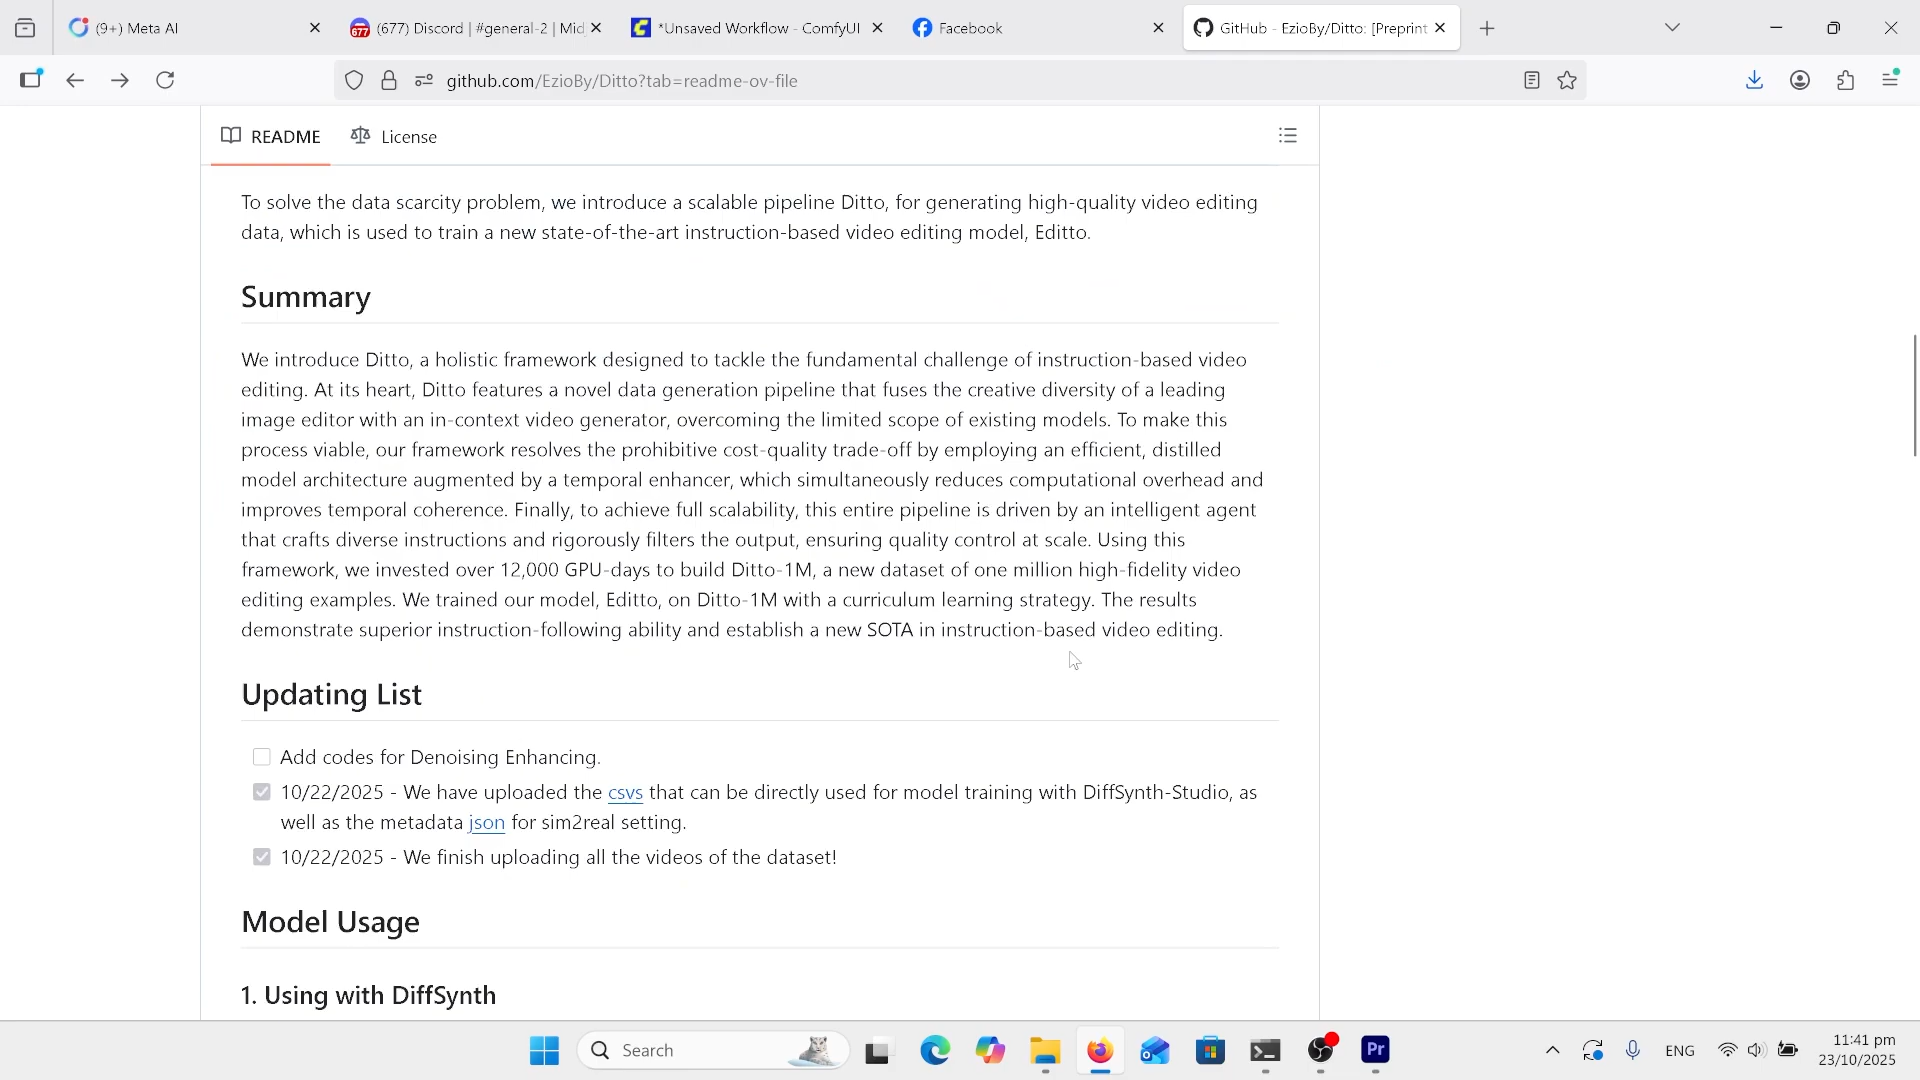 (9+) Meta AI
677
(677) Discord | #general-2 | Mid
*Unsaved Workflow - ComfyUI
Facebook
GitHub - EzioBy/Ditto: [Preprint
github.com/EzioBy/Ditto?tab=readme-ov-file
README
License
To solve the data scarcity problem, we introduce a scalable pipeline Ditto, for generating high-quality video editing
data, which is used to train a new state-of-the-art instruction-based video editing model, Editto.
Summary
We introduce Ditto, a holistic framework designed to tackle the fundamental challenge of instruction-based video
editing. At its heart, Ditto features a novel data generation pipeline that fuses the creative diversity of a leading
image editor with an in-context video generator, overcoming the limited scope of existing models. To make this
process viable, our framework resolves the prohibitive cost-quality trade-off by employing an efficient, distilled
model architecture augmented by a temporal enhancer, which simultaneously reduces computational overhead and
improves temporal coherence. Finally, to achieve full scalability, this entire pipeline is driven by an intelligent agent
that crafts diverse instructions and rigorously filters the output, ensuring quality control at scale. Using this
framework, we invested over 12,000 GPU-days to build Ditto-1M, a new dataset of one million high-fidelity video
editing examples. We trained our model, Editto, on Ditto-1M with a curriculum learning strategy. The results
demonstrate superior instruction-following ability and establish a new SOTA in instruction-based video editing.
Updating List
Add codes for Denoising Enhancing.
10/22/2025 - We have uploaded the csvs that can be directly used for model training with DiffSynth-Studio, as
well as the metadata json for sim2real setting.
10/22/2025 - We finish uploading all the videos of the dataset!
Model Usage
1. Using with DiffSynth
Search
Pr
ENG
11:41 pm
23/10/2025